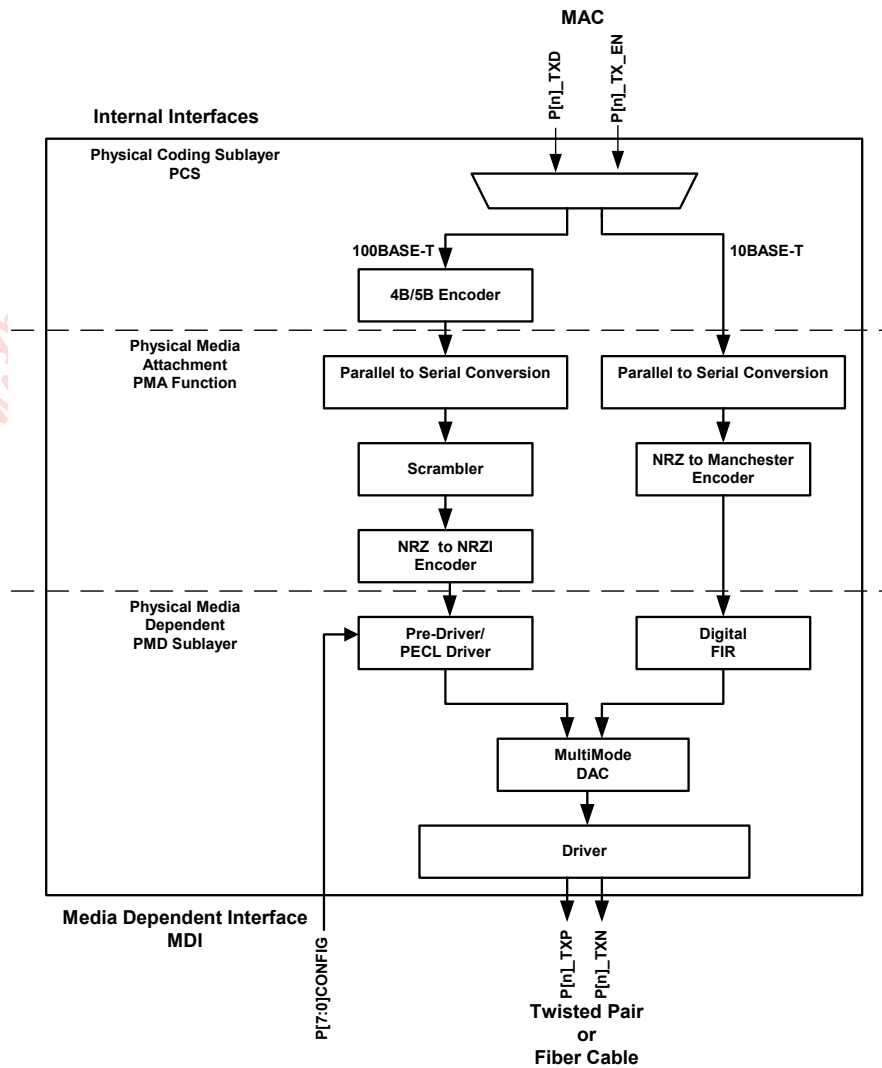 MAC
P[n]_TXD
P[n]_TX_EN
Internal Interfaces
Physical Coding Sublayer
PCS
100BASE-T
10BASE-T
4B/5B Encoder
Physical Media
Attachment
PMA Function
Parallel to Serial Conversion
Parallel to Serial Conversion
Scrambler
NRZ to Manchester
Encoder
NRZ to NRZI
Encoder
Physical Media
Dependent
PMD Sublayer
Pre-Driver/
PECL Driver
Digital
FIR
MultiMode
DAC
Driver
Media Dependent Interface
MDI
P[7:0]CONFIG
P[n]_TXP
P[n]_TXN
Twisted Pair
or
Fiber Cable